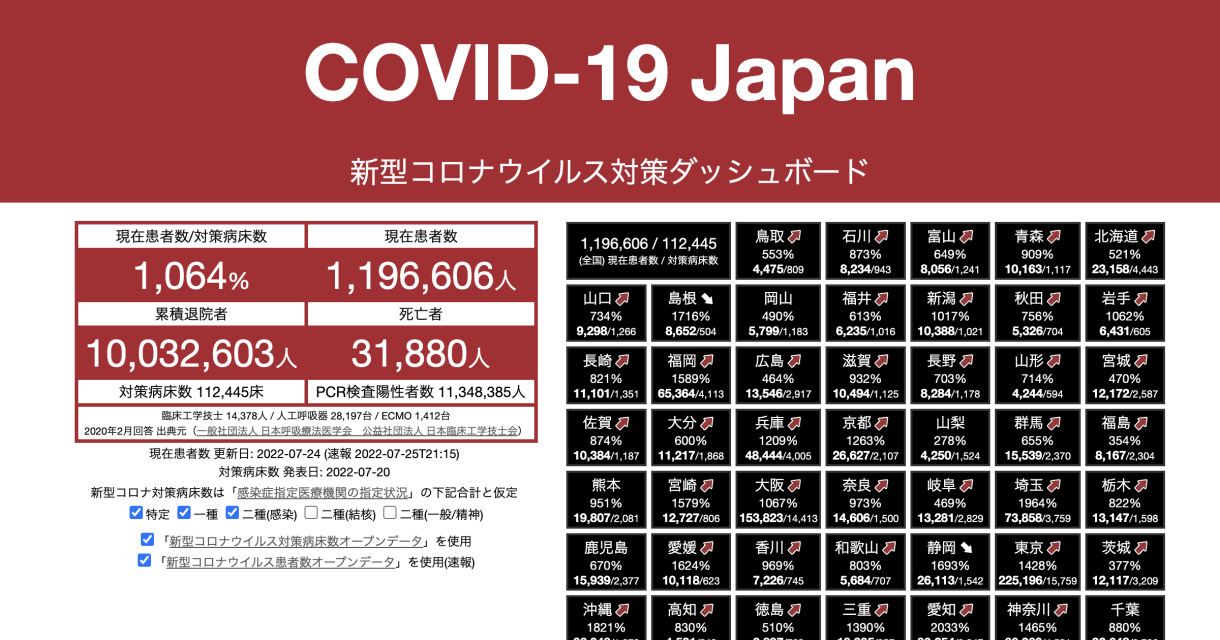 COVID-19 Japan
新型コロナウイルス対策ダッシュボード
現在患者数/対策病床数
現在患者数
1,064%
1,196,606人
累積退院者
死亡者
10,032,603人
31,880人
対策病床数 112,445床
PCR検査陽性者数 11,348,385人
臨床工学技士 14,378人 / 人工呼吸器 28,197台 / ECMO 1,412台
2020年2月回答 出典元 (一般社団法人 日本呼吸療法医学会　公益社団法人 日本臨床工学技士会)
現在患者数 更新日: 2022-07-24 (速報 2022-07-25T21:15)
対策病床数 発表日: 2022-07-20
新型コロナ対策病床数は「感染症指定医療機関の指定状況」の下記合計と仮定
特定 一種 二種(感染) 二種(結核) 二種(一般/精神)
「新型コロナウイルス対策病床数オープンデータ」を使用
「新型コロナウイルス患者数オープンデータ」を使用(速報)
1,196,606 / 112,445
(全国) 現在患者数 / 対策病床数
鳥取
553%
4,475/809
石川
873%
8,234/943
富山
649%
8,056/1,241
青森
909%
10,163/1,117
北海道
521%
23,158/4,443
山口
734%
9,298/1,266
島根
1716%
8,652/504
岡山
490%
5,799/1,183
福井
613%
6,235/1,016
新潟
1017%
10,388/1,021
秋田
756%
5,326/704
岩手
1062%
6,431/605
長崎
821%
11,101/1,351
福岡
1589%
65,364/4,113
広島
464%
13,546/2,917
滋賀
932%
10,494/1,125
長野
703%
8,284/1,178
山形
714%
4,244/594
宮城
470%
12,172/2,587
佐賀
874%
10,384/1,187
大分
600%
11,217/1,868
兵庫
1209%
48,444/4,005
京都
1263%
26,627/2,107
山梨
278%
4,250/1,524
群馬
655%
15,539/2,370
福島
354%
8,167/2,304
熊本
951%
19,807/2,081
宮崎
1579%
12,727/806
大阪
1067%
153,823/14,413
奈良
973%
14,606/1,500
岐阜
469%
13,281/2,829
埼玉
1964%
73,858/3,759
栃木
822%
13,147/1,598
鹿児島
670%
15,939/2,377
愛媛
1624%
10,118/623
香川
969%
7,226/745
和歌山
803%
5,684/707
静岡
1693%
26,113/1,542
東京
1428%
225,196/15,759
茨城
377%
12,117/3,209
沖縄
1821%
高知
830%
徳島
510%
三重
1390%
愛知
2033%
神奈川
1465%
千葉
880%